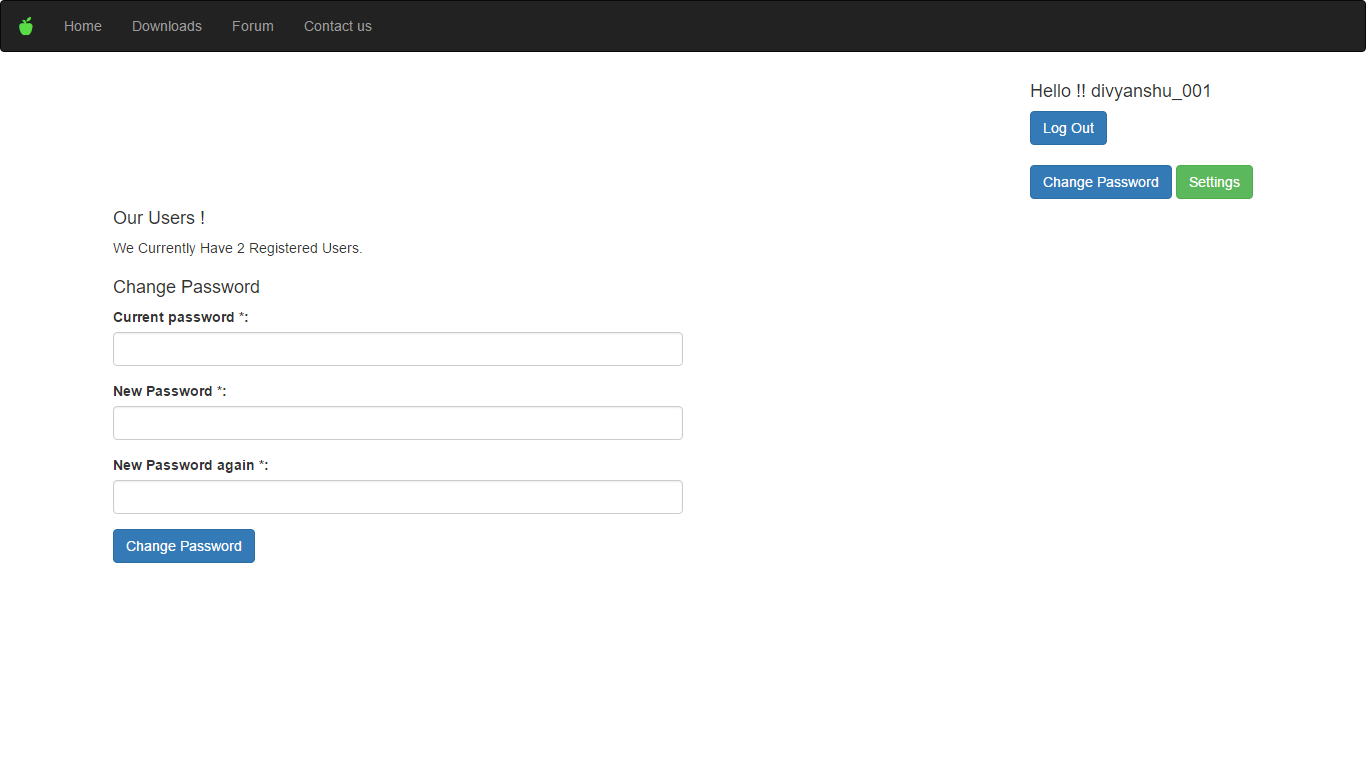 Home Downloads Forum Contact us
Hello !! divyanshu_001
Log Out
Change Password Settings
Our Users !
We Currently Have 2 Registered Users.
Change Password
Current password *:
New Password *:
New Password again *:
Change Password